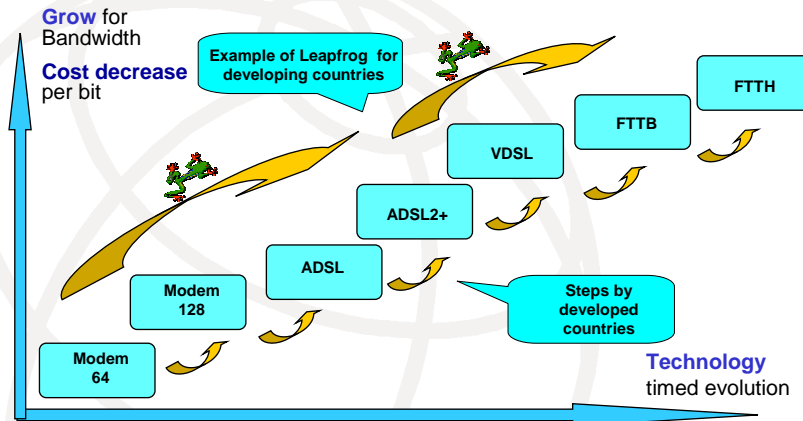 Grow for
Bandwidth
Cost decrease
per bit
Example of Leapfrog for
developing countries
FTTH
FTTB
VDSL
ADSL2+
ADSL
Modem
128
Modem
64
Steps by
developed
countries
Technology
timed evolution